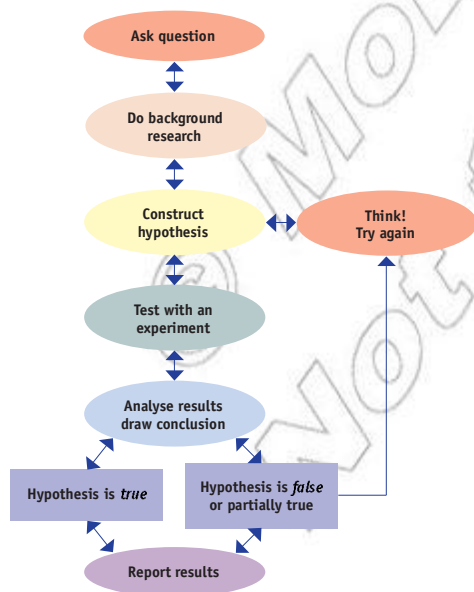 Ask question
Do background
research
Construct
hypothesis
Think!
Try again
Test with an
experiment
Analyse results
draw conclusion
Hypothesis is true
Hypothesis is false
or partially true
Report results